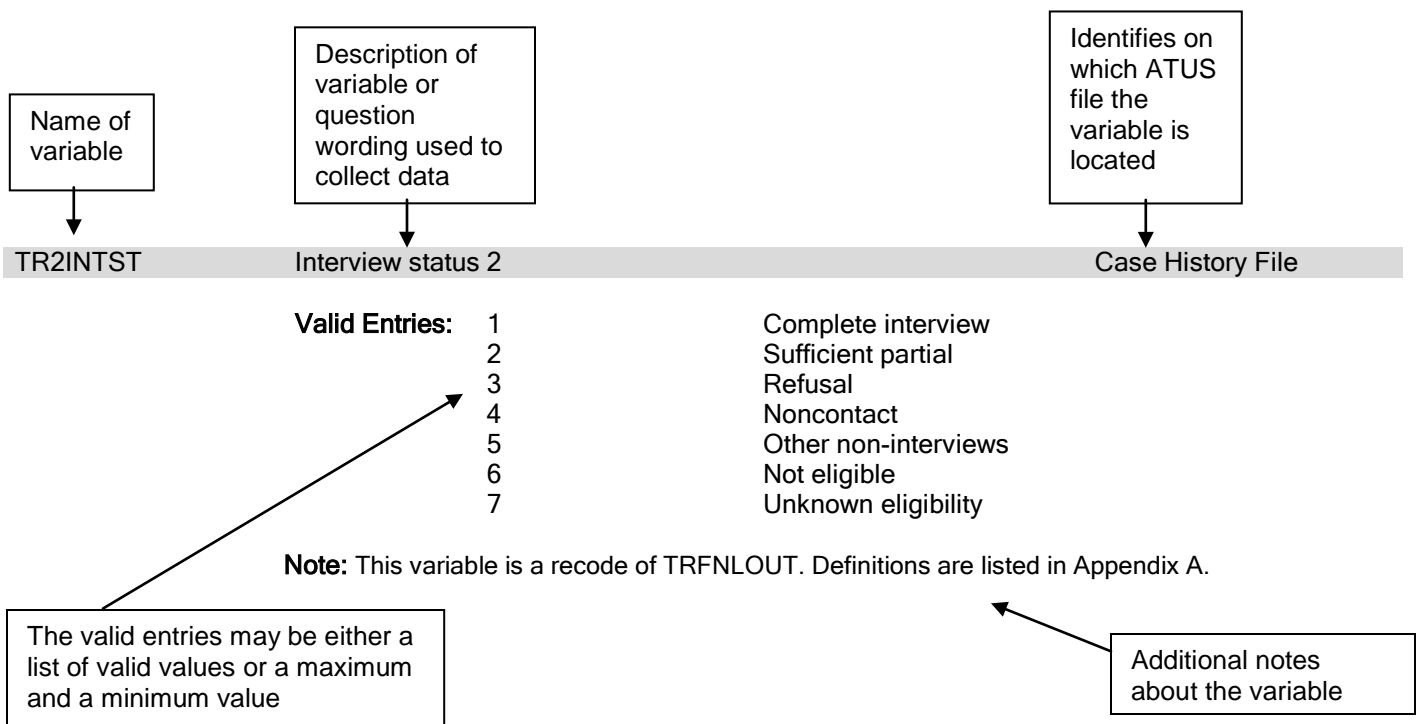 Name of
variable
Description of
variable or
question
wording used to
collect data
Identifies on
which ATUS
file the
variable is
located
TR2INTST Interview status 2 Case History File
Valid Entries: 1 Complete interview
2 Sufficient partial
3 Refusal
4 Noncontact
5 Other non-interviews
6 Not eligible
7 Unknown eligibility
Note: This variable is a recode of TRFNLOUT. Definitions are listed in Appendix A.
The valid entries may be either a
list of valid values or a maximum
and a minimum value
Additional notes
about the variable